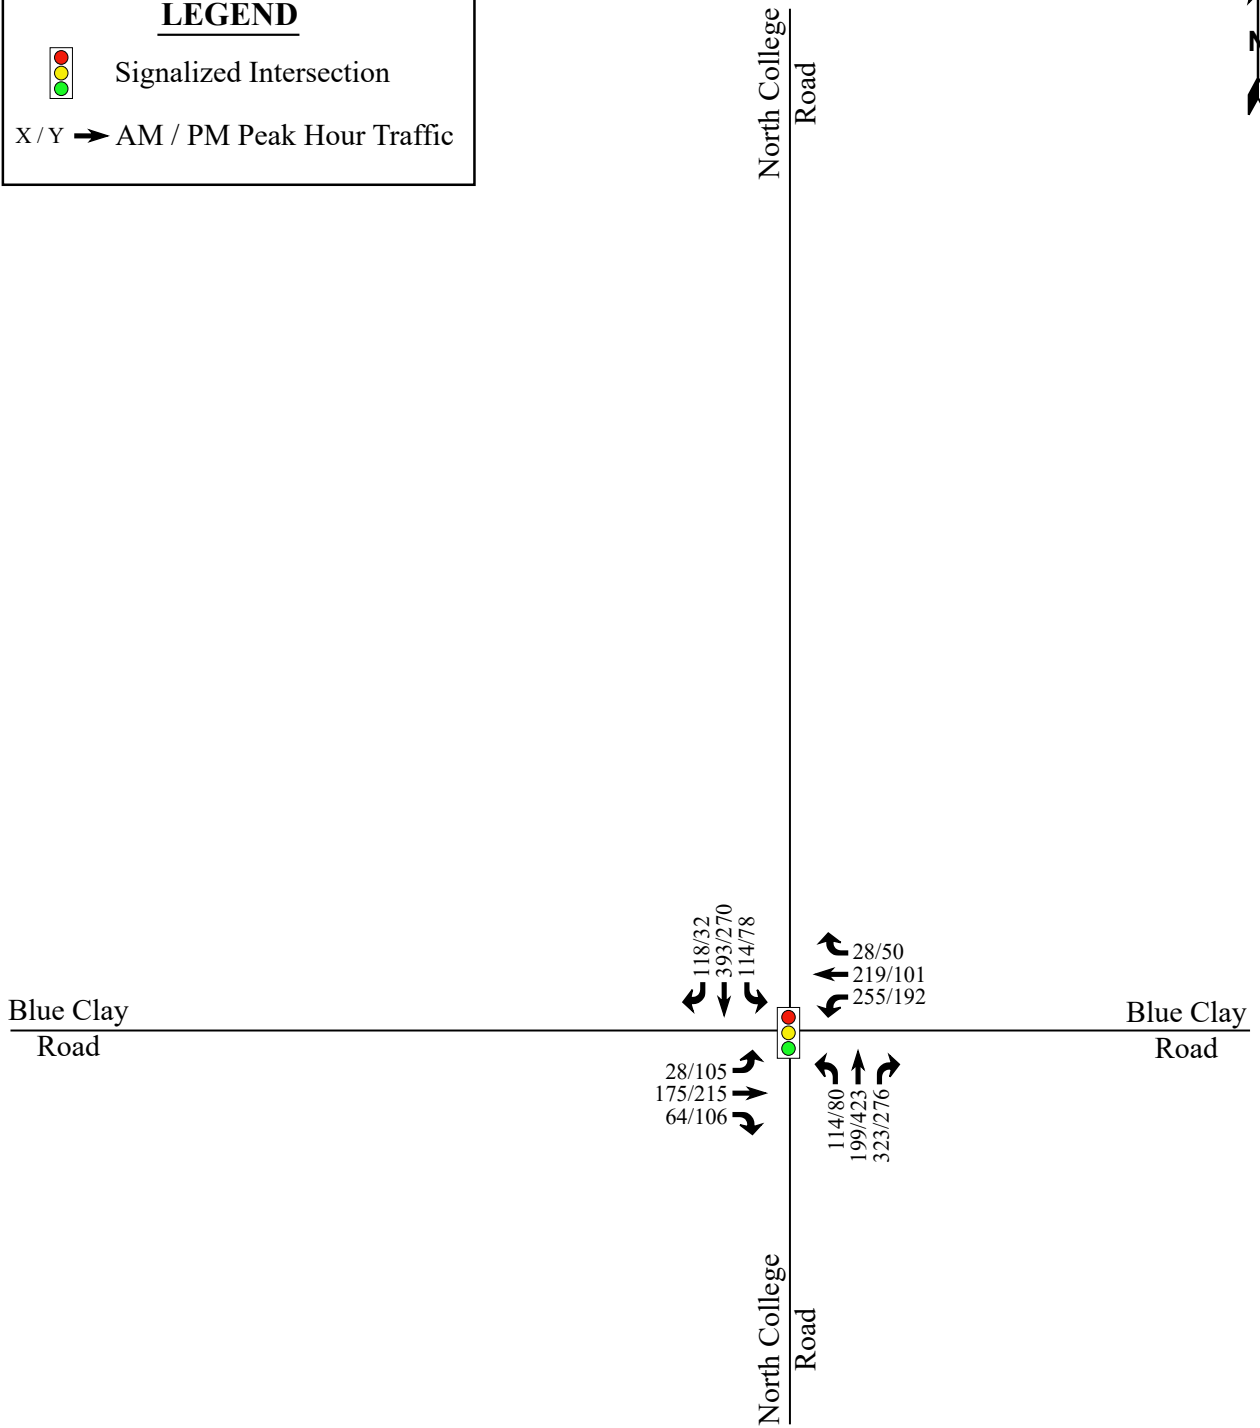 LEGEND
Signalized Intersection
X / Y AM / PM Peak Hour Traffic
North College
Road
N
118/32
393/270
114/78
28/50
219/101
255/192
Blue Clay
Road
Blue Clay
Road
28/105
175/215
64/106
114/80
199/423
323/276
North College
Road